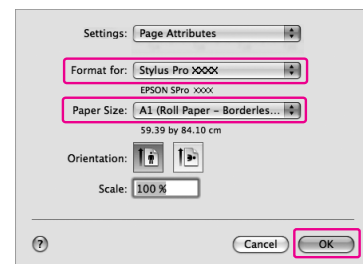 Settings: Page Attributes
Format for: Stylus Pro XXXX
EPSON SPro XXXX
Paper Size: A1 (Roll Paper – Borderles...
59.39 by 84.10 cm
Orientation:
Scale: 100 %
? Cancel OK